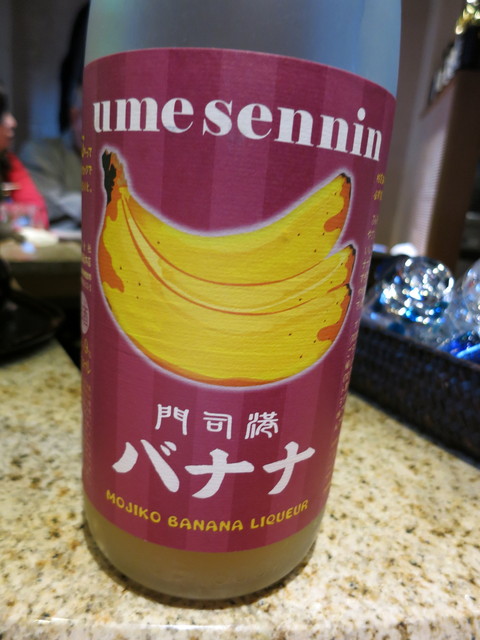 ume sennin
門司港
バナナ
MOJIKO BANANA LIQUEUR